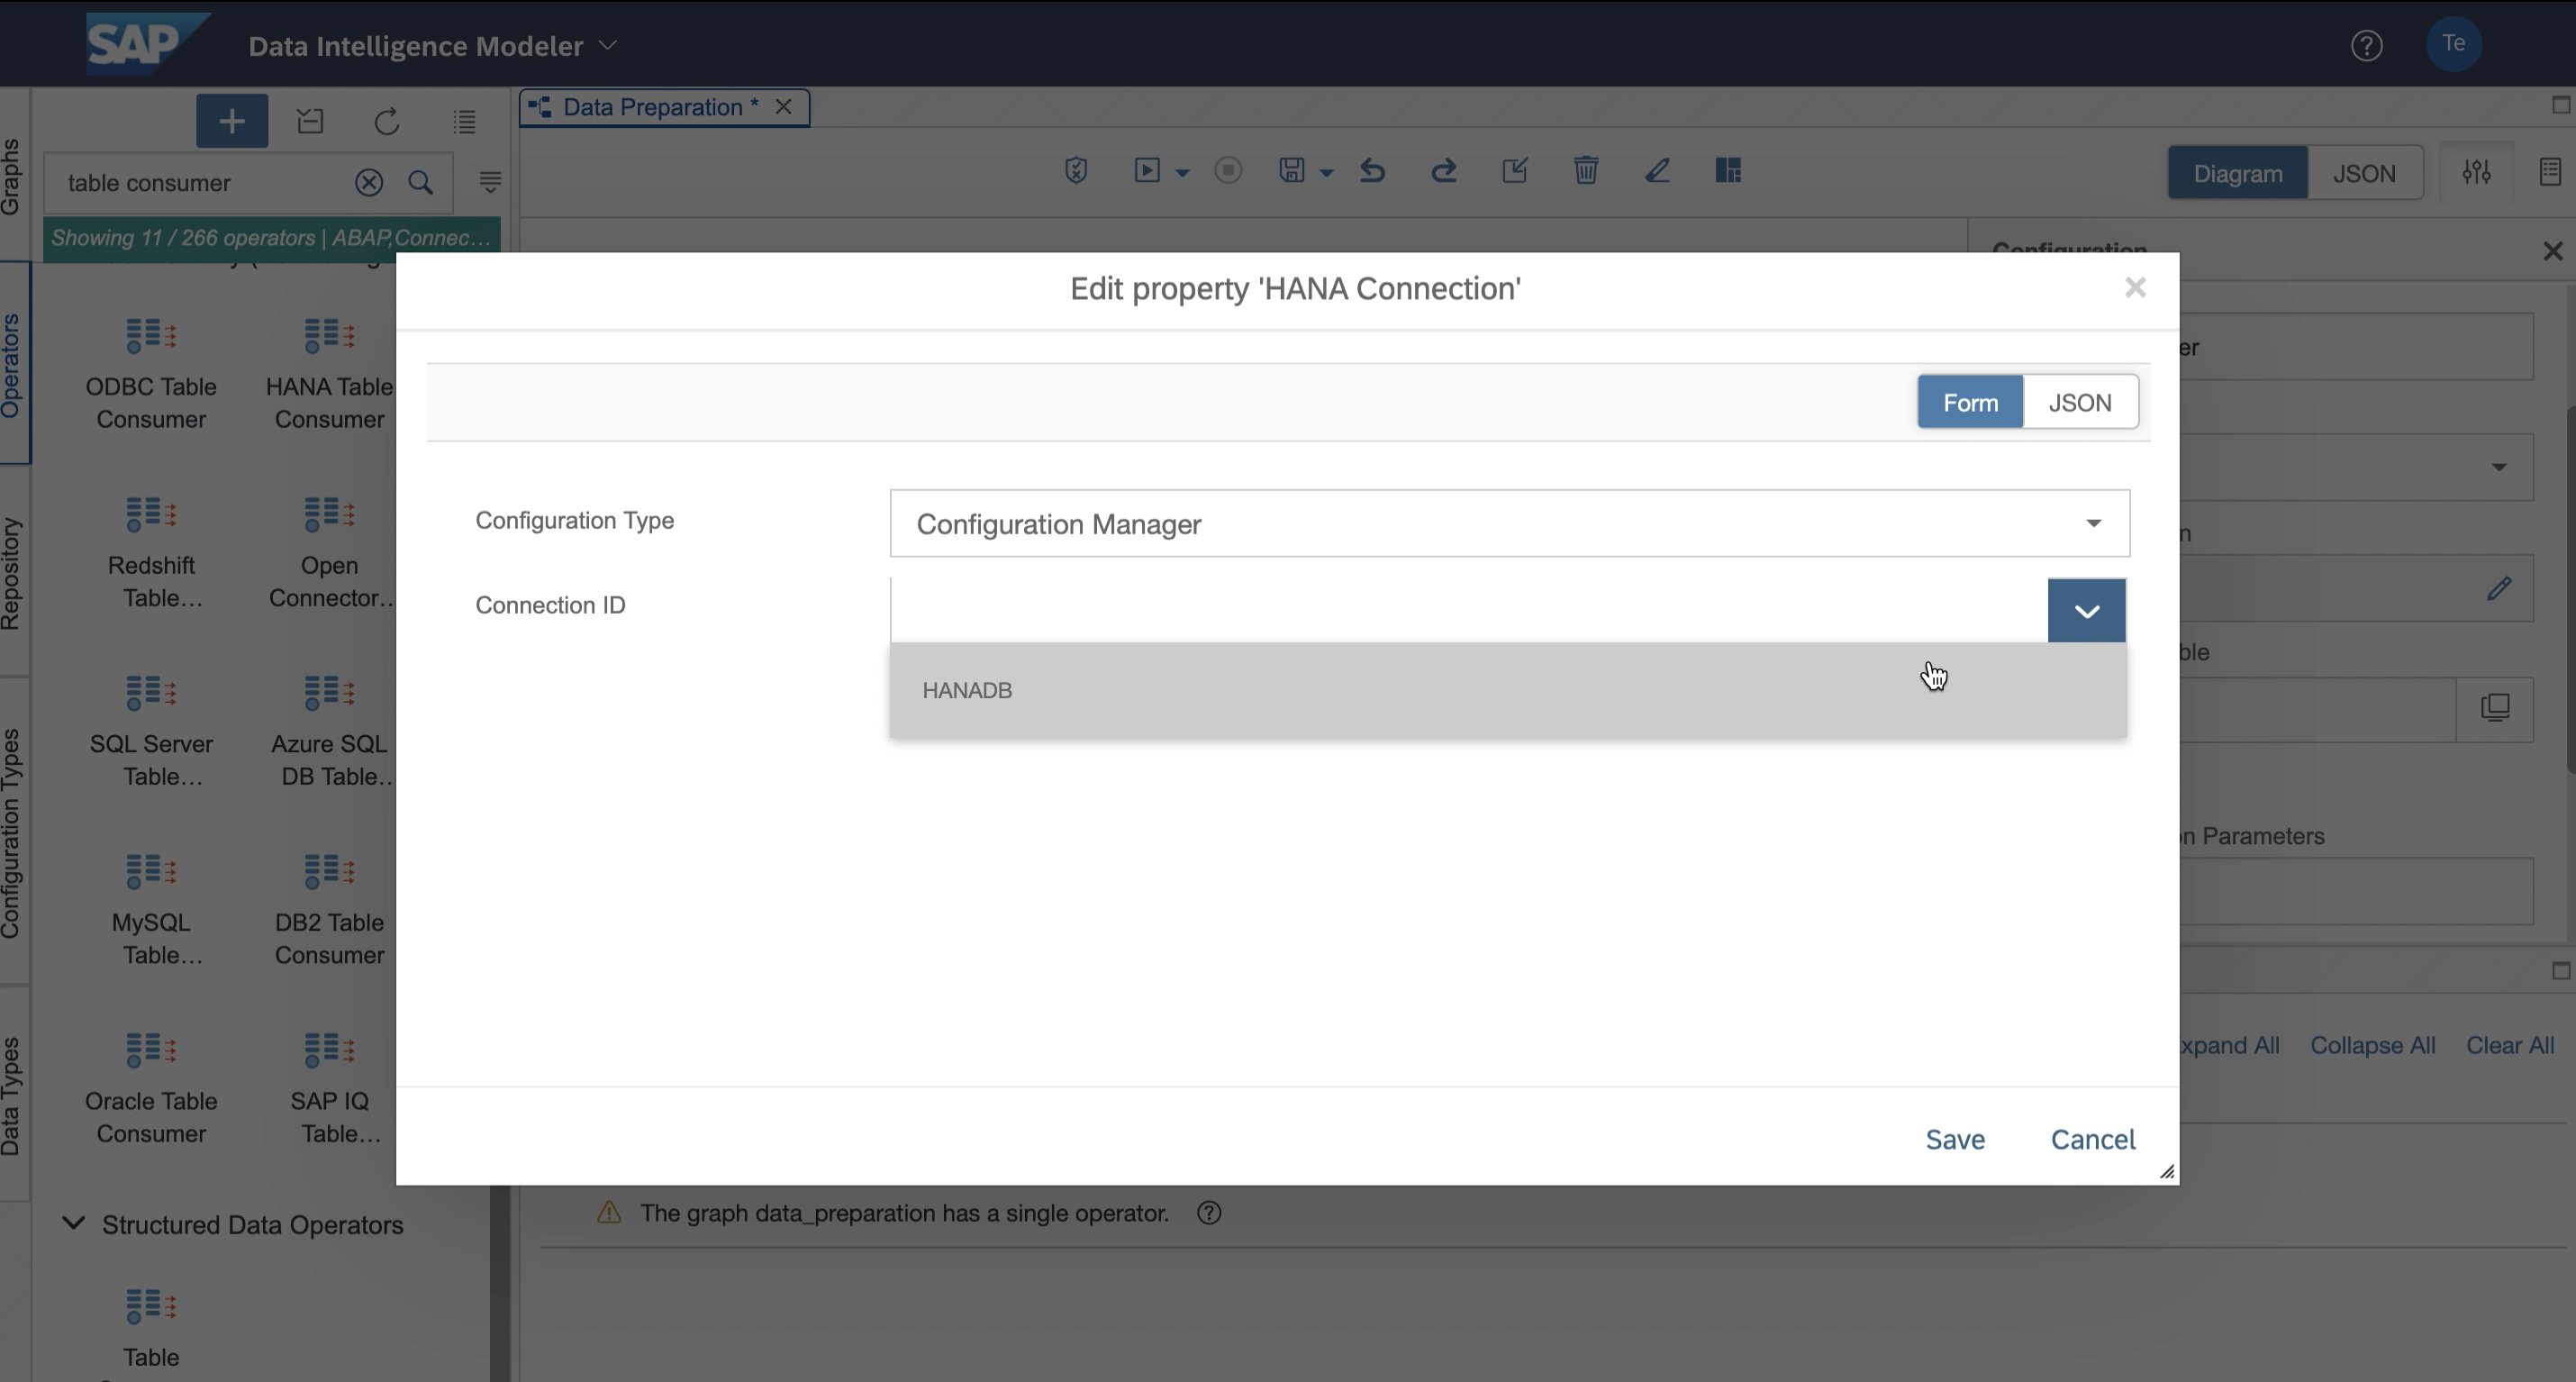 SAP
Data Intelligence Modeler
Te
Data Preparation *
table consumer
Diagram
JSON
Showing 11 / 266 operators | ABAP,Connec...
Configuration
Graphs
Operators
Repository
Configuration Types
Data Types
ODBC Table
Consumer
HANA Table
Consumer
Redshift
Table...
Open
Connector..
SQL Server
Table...
Azure SQL
DB Table..
MySQL
Table...
DB2 Table
Consumer
Oracle Table
Consumer
SAP IQ
Table...
Structured Data Operators
Table
Edit property 'HANA Connection'
Form
JSON
Configuration Type
Configuration Manager
Connection ID
HANADB
Save
Cancel
er
n
ble
n Parameters
xpand All
Collapse All
Clear All
The graph data_preparation has a single operator.